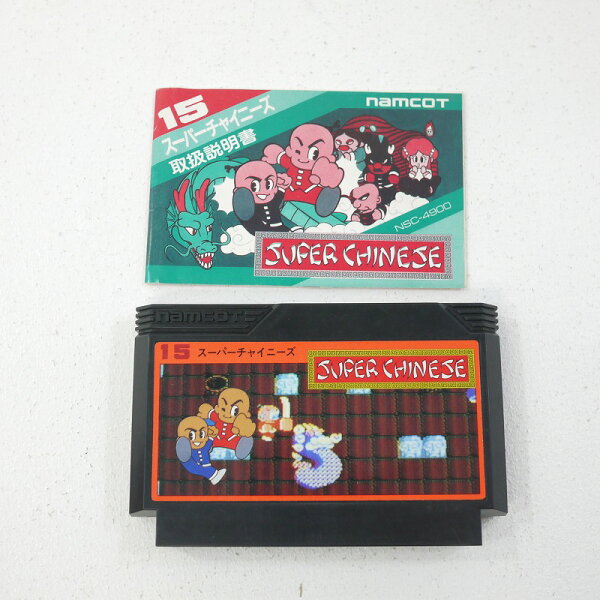 15
namcot
スーパーチャイニーズ
取扱説明書
NSC-4900
SUPER CHINESE
namcot
15 スーパーチャイニーズ
SUPER CHINESE